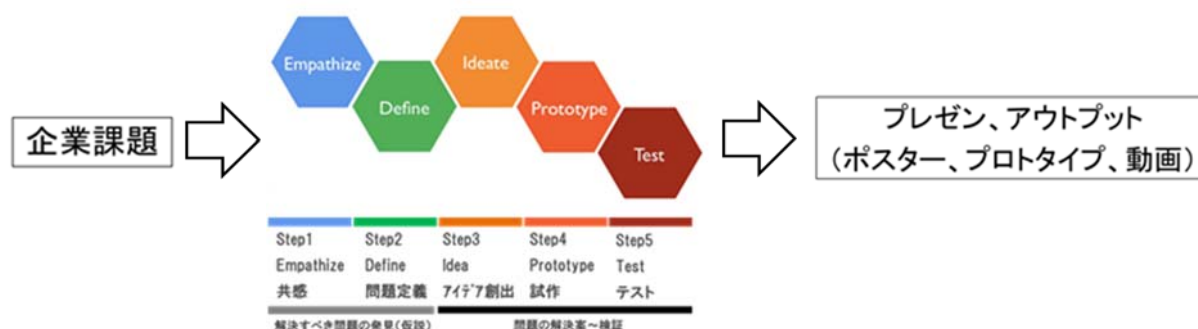 企業課題
Empathize
Define
Ideate
Prototype
Test
プレゼン、アウトプット
(ポスター、プロトタイプ、動画)
Step1 Step2 Step3 Step4 Step5
Empathize Define Idea Prototype Test
共感 問題定義 アイデア創出 試作 テスト
解決すべき問題の発見(仮説) 問題の解決案~検証